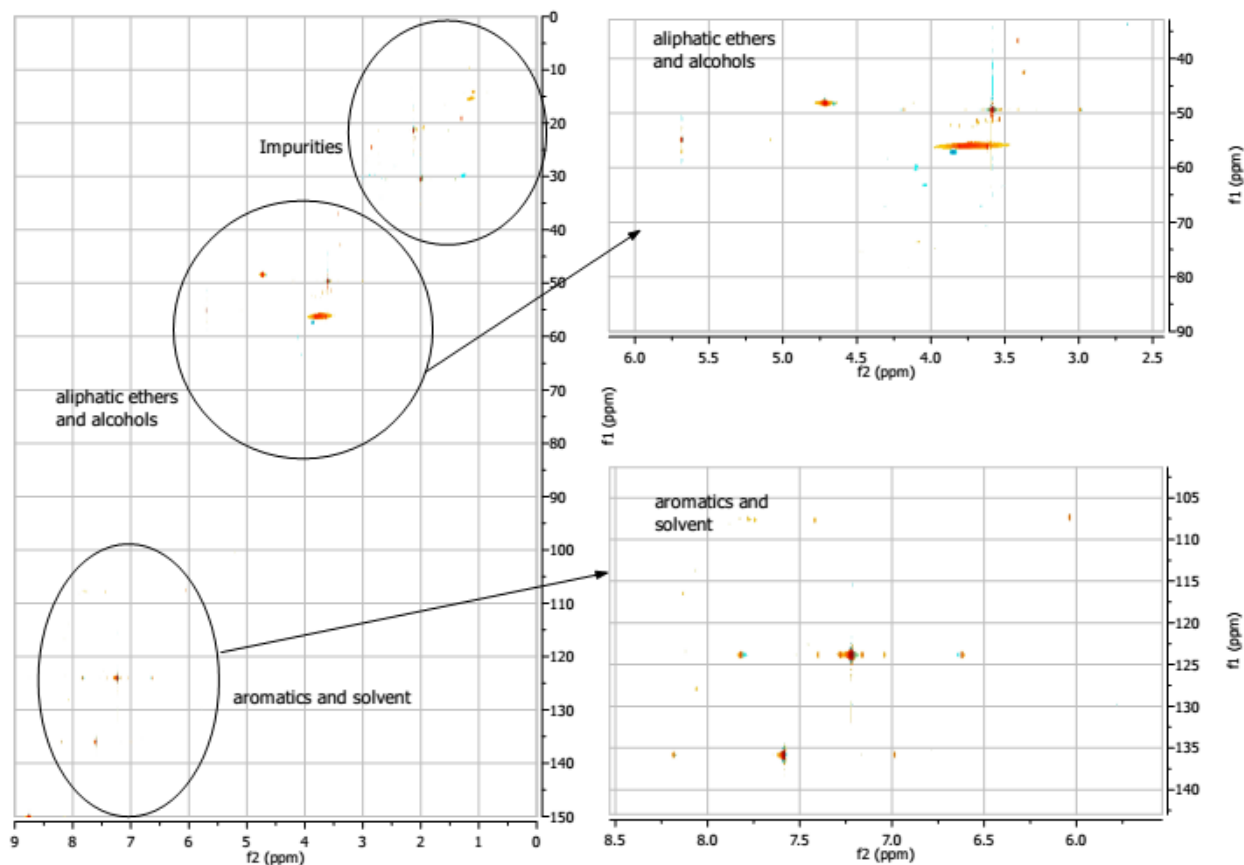 0
10
20
30
40
50
60
70
80
90
100
110
120
130
140
150
f1 (ppm)
9 8 7 6 5 4 3 2 1 0
f2 (ppm)
Impurities
aliphatic ethers
and alcohols
aromatics and solvent
aliphatic ethers
and alcohols
40
50
60
70
80
90
f1 (ppm)
6.0 5.5 5.0 4.5 4.0 3.5 3.0 2.5
f2 (ppm)
aromatics and
solvent
105
110
115
120
125
130
135
140
f1 (ppm)
8.5 8.0 7.5 7.0 6.5 6.0
f2 (ppm)